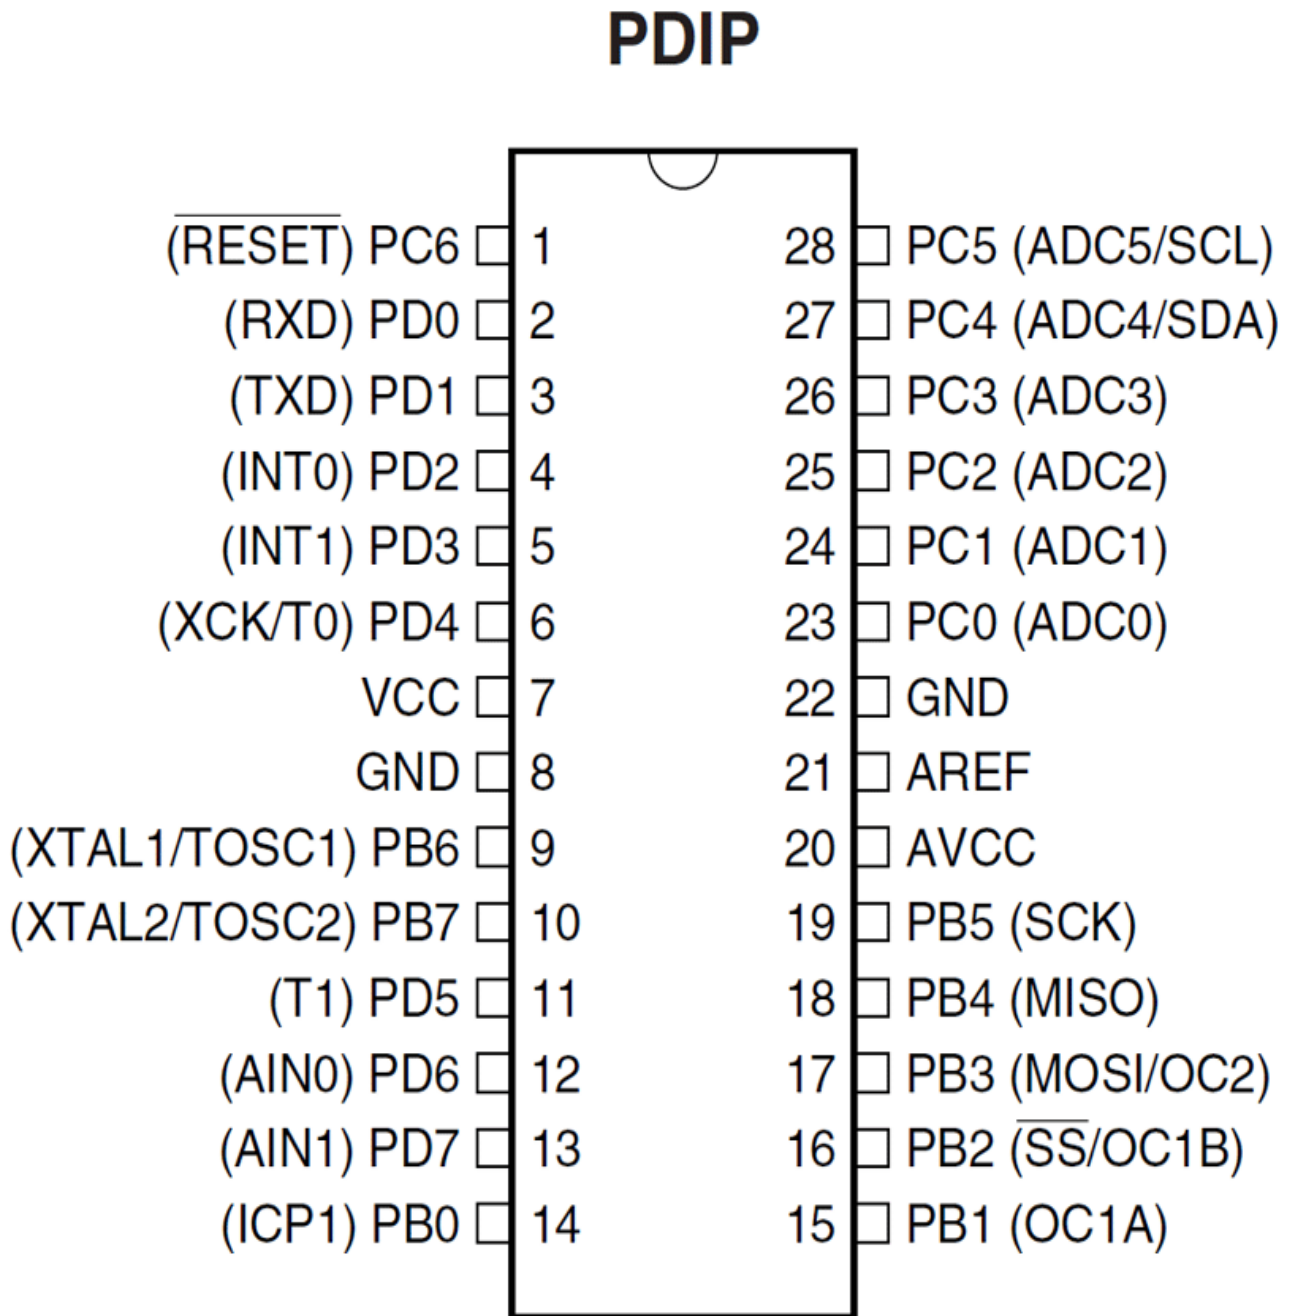 PDIP
(RESET) PC6 1 28 PC5 (ADC5/SCL)
(RXD) PD0 2 27 PC4 (ADC4/SDA)
(TXD) PD1 3 26 PC3 (ADC3)
(INT0) PD2 4 25 PC2 (ADC2)
(INT1) PD3 5 24 PC1 (ADC1)
(XCK/T0) PD4 6 23 PC0 (ADC0)
VCC 7 22 GND
GND 8 21 AREF
(XTAL1/TOSC1) PB6 9 20 AVCC
(XTAL2/TOSC2) PB7 10 19 PB5 (SCK)
(T1) PD5 11 18 PB4 (MISO)
(AIN0) PD6 12 17 PB3 (MOSI/OC2)
(AIN1) PD7 13 16 PB2 (SS/OC1B)
(ICP1) PB0 14 15 PB1 (OC1A)